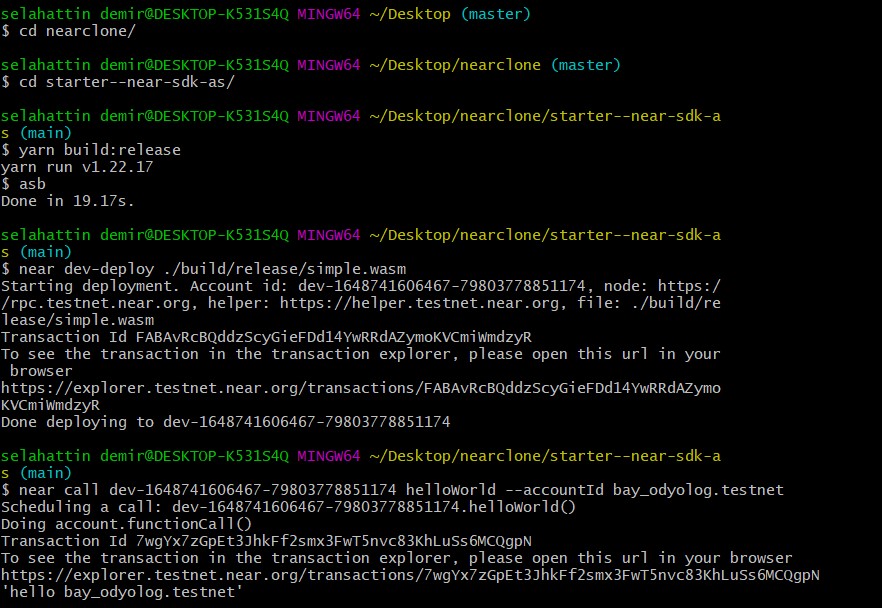 selahattin demir@DESKTOP-K531S4Q MINGW64 ~/Desktop (master)
$ cd nearclone/
selahattin demir@DESKTOP-K531S4Q MINGW64 ~/Desktop/nearclone (master)
$ cd starter--near-sdk-as/
selahattin demir@DESKTOP-K531S4Q MINGW64 ~/Desktop/nearclone/starter--near-sdk-a
s (main)
$ yarn build:release
yarn run v1.22.17
$ asb
Done in 19.17s.
selahattin demir@DESKTOP-K531S4Q MINGW64 ~/Desktop/nearclone/starter--near-sdk-a
s (main)
$ near dev-deploy ./build/release/simple.wasm
Starting deployment. Account id: dev-1648741606467-79803778851174, node: https:/
/rpc.testnet.near.org, helper: https://helper.testnet.near.org, file: ./build/re
lease/simple.wasm
Transaction Id FABAvRcBQddzScyGieFDd14YwRRdAZymoKVCmiWmdzyR
To see the transaction in the transaction explorer, please open this url in your
 browser
https://explorer.testnet.near.org/transactions/FABAvRcBQddzScyGieFDd14YwRRdAZymo
KVCmiWmdzyR
Done deploying to dev-1648741606467-79803778851174
selahattin demir@DESKTOP-K531S4Q MINGW64 ~/Desktop/nearclone/starter--near-sdk-a
s (main)
$ near call dev-1648741606467-79803778851174 helloWorld --accountId bay_odyolog.testnet
Scheduling a call: dev-1648741606467-79803778851174.helloWorld()
Doing account.functionCall()
Transaction Id 7wgYx7zGpEt3JhkFf2smx3FwT5nvc83KhLuSs6MCQgpN
To see the transaction in the transaction explorer, please open this url in your browser
https://explorer.testnet.near.org/transactions/7wgYx7zGpEt3JhkFf2smx3FwT5nvc83KhLuSs6MCQgpN
'hello bay_odyolog.testnet'